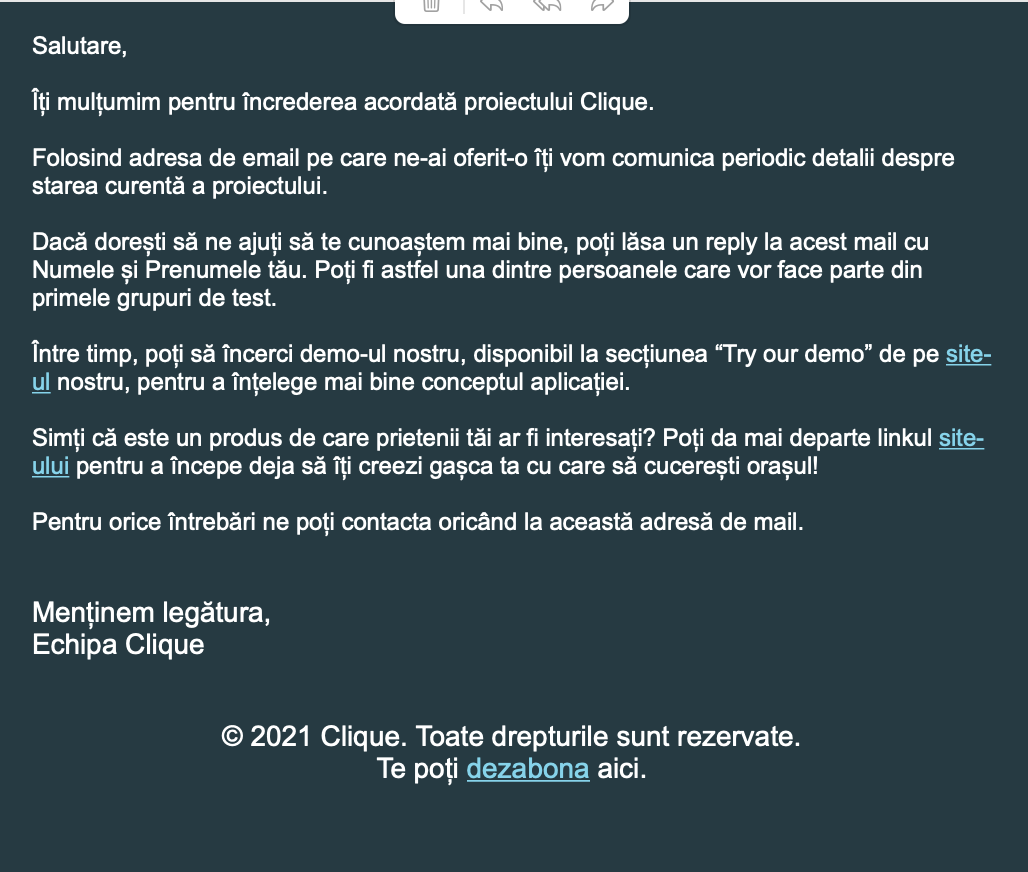 Salutare,
Îți mulțumim pentru încrederea acordată proiectului Clique.
Folosind adresa de email pe care ne-ai oferit-o îți vom comunica periodic detalii despre
starea curentă a proiectului.
Dacă dorești să ne ajuți să te cunoaștem mai bine, poți lăsa un reply la acest mail cu
Numele și Prenumele tău. Poți fi astfel una dintre persoanele care vor face parte din
primele grupuri de test.
Între timp, poți să încerci demo-ul nostru, disponibil la secțiunea “Try our demo” de pe site-
ul nostru, pentru a înțelege mai bine conceptul aplicației.
Simți că este un produs de care prietenii tăi ar fi interesați? Poți da mai departe linkul site-
ului pentru a începe deja să îți creezi gașca ta cu care să cucerești orașul!
Pentru orice întrebări ne poți contacta oricând la această adresă de mail.
Menținem legătura,
Echipa Clique
© 2021 Clique. Toate drepturile sunt rezervate.
Te poți dezabona aici.